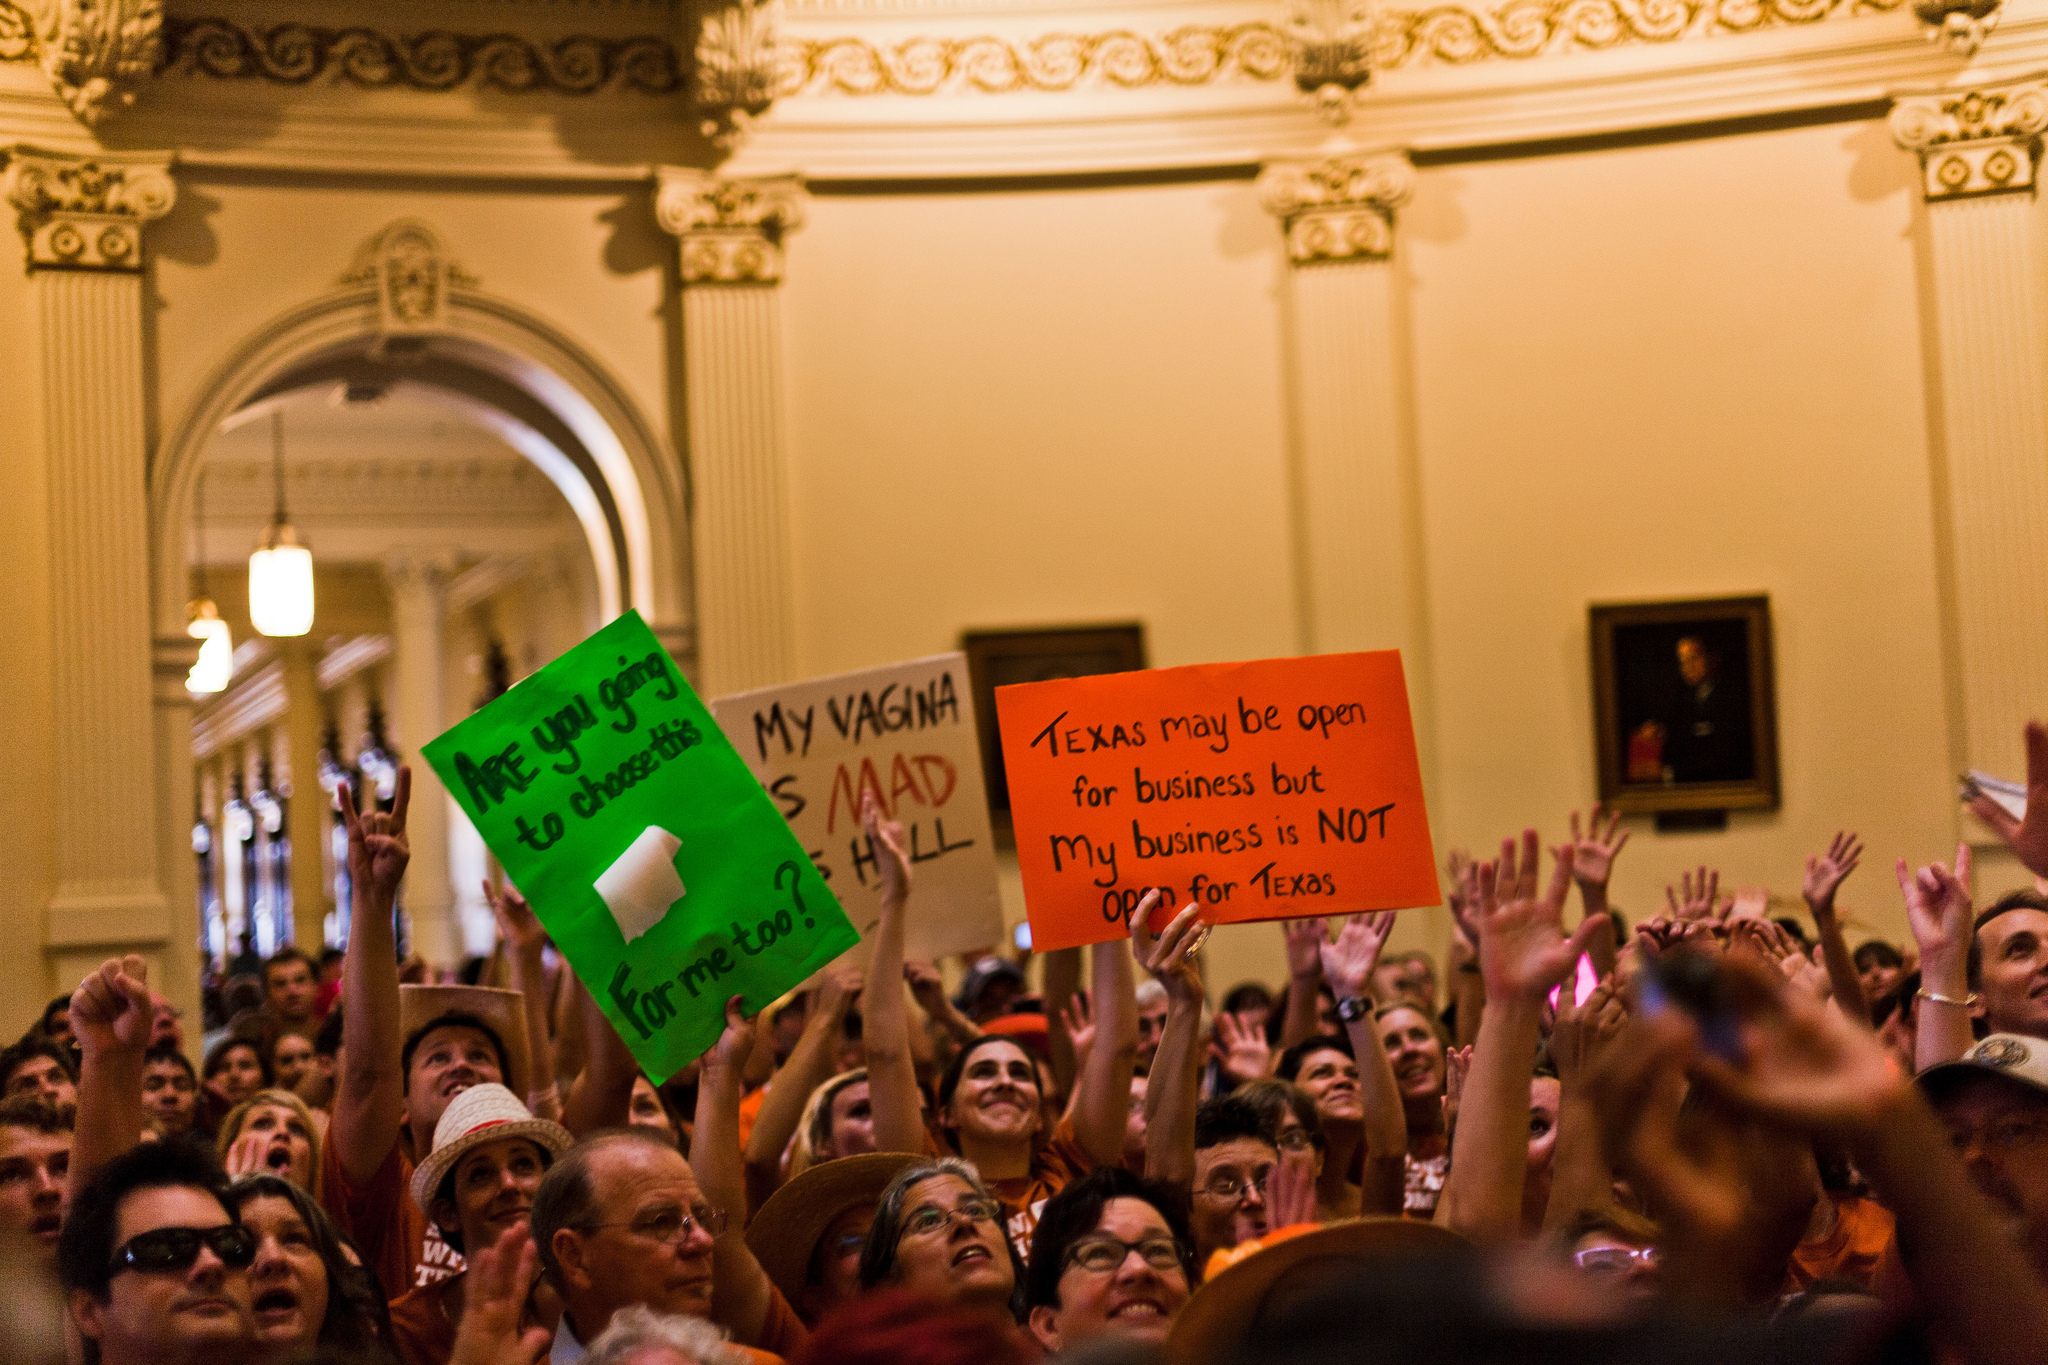 ARE you going
to choose this
For me too?
MY VAGINA
'S MAD
S HELL
TEXAS may be open
for business but
My business is NOT
open for TEXAS